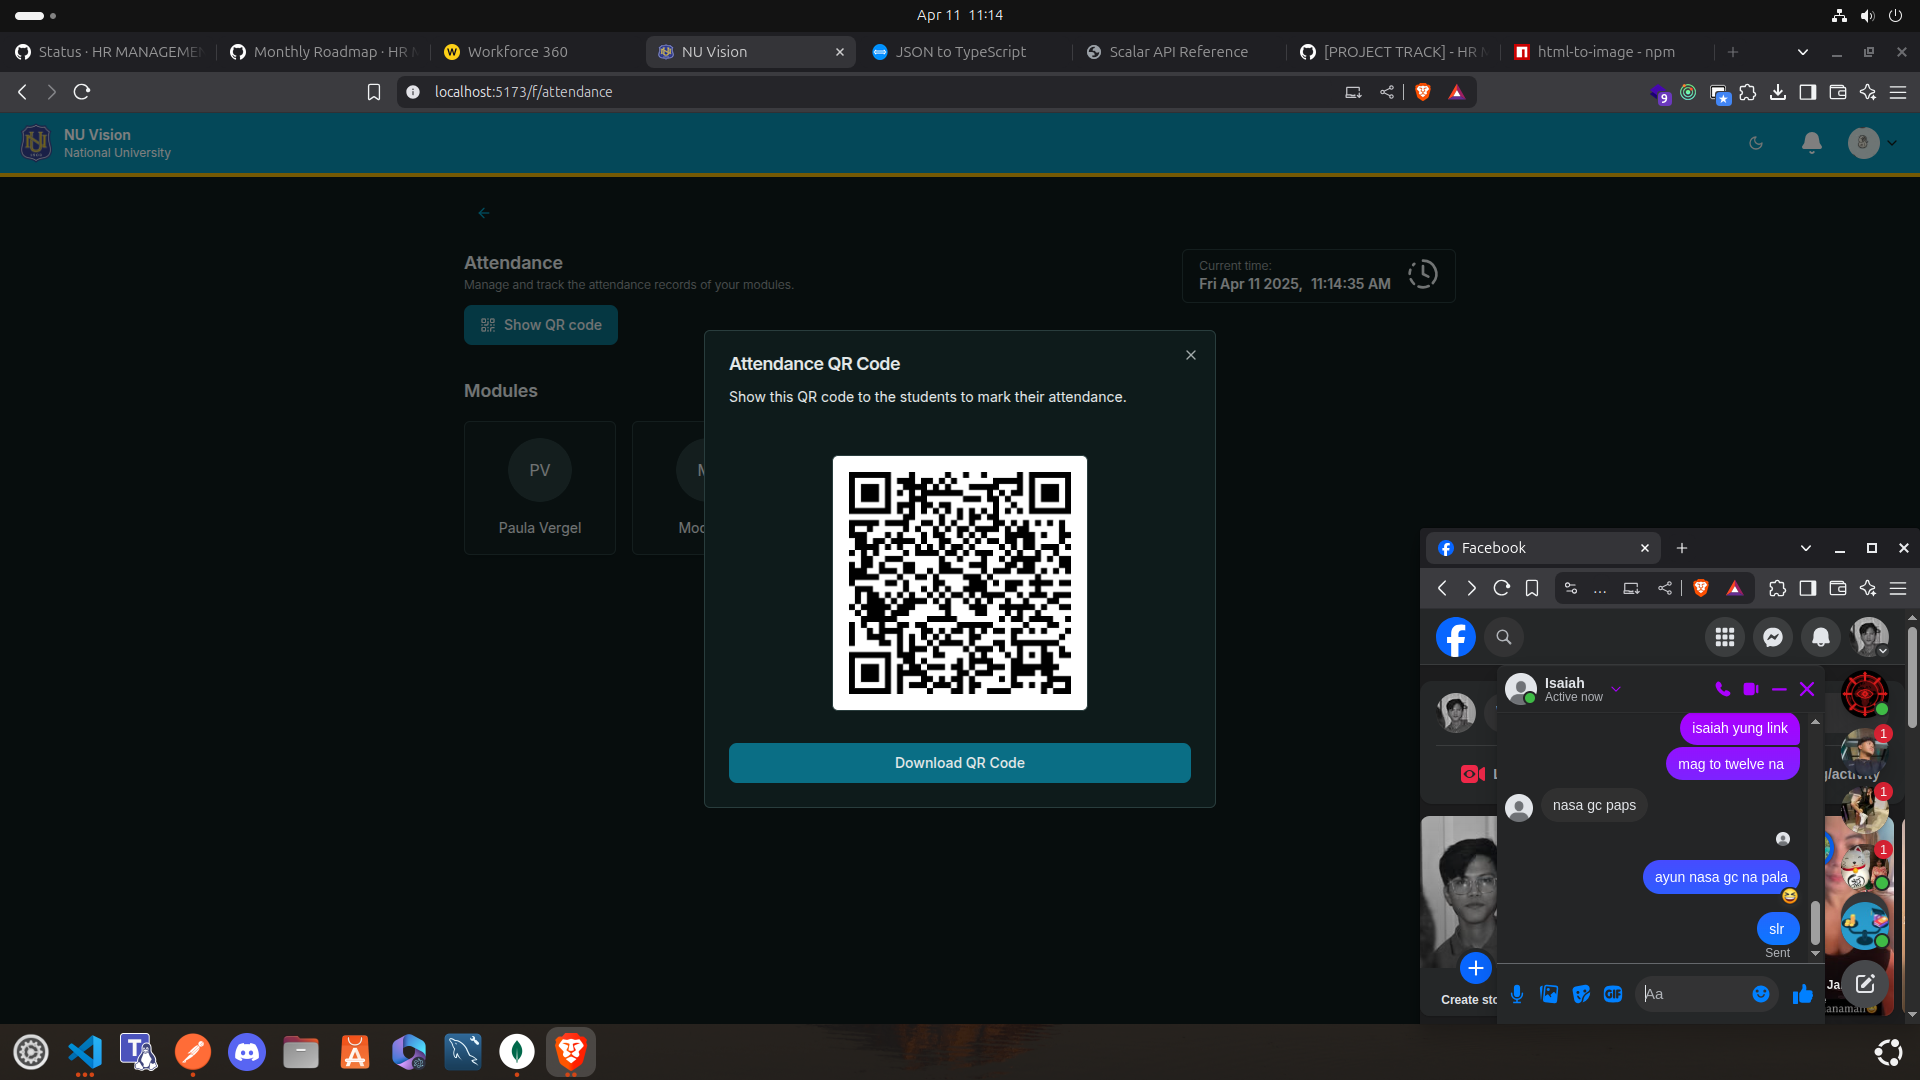 Apr 11 11:14
Status · HR MANAGEMEN
Monthly Roadmap · HR M
Workforce 360
NU Vision
JSON to TypeScript
Scalar API Reference
[PROJECT TRACK] - HR M
html-to-image - npm
localhost:5173/f/attendance
9
NU Vision
National University
Attendance
Manage and track the attendance records of your modules.
Current time:
Fri Apr 11 2025, 11:14:35 AM
Show QR code
Modules
PV
Paula Vergel
M
Mod
Attendance QR Code
Show this QR code to the students to mark their attendance.
Download QR Code
Facebook
...
Isaiah
Active now
isaiah yung link
mag to twelve na
nasa gc paps
ayun nasa gc na pala
slr
Sent
Aa
GIF
L
g/activity
1
1
1
Create sto
Ja
anaman